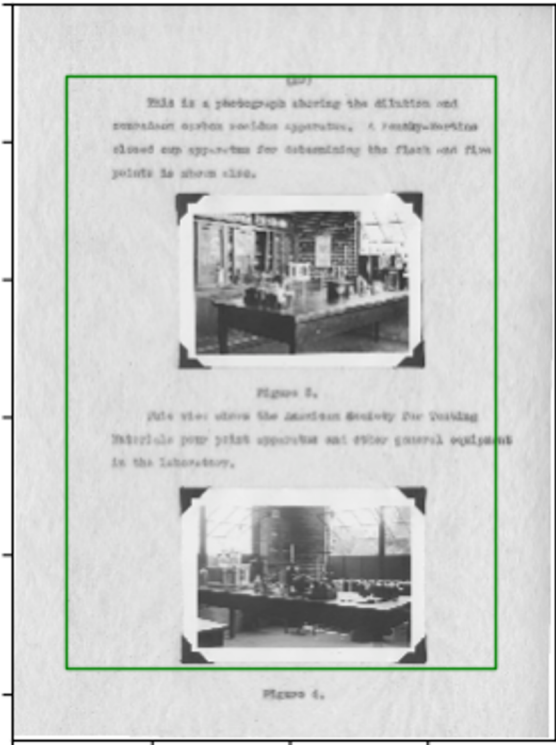 This is a photograph showing the dilution and
carbon residue apparatus. A
closed cup apparatus for determining the flash and fire
points is shown also.
Figure 3.
This view shows the American Society for Testing
Materials pour point apparatus and other general equipment
in the laboratory.
Figure 4.